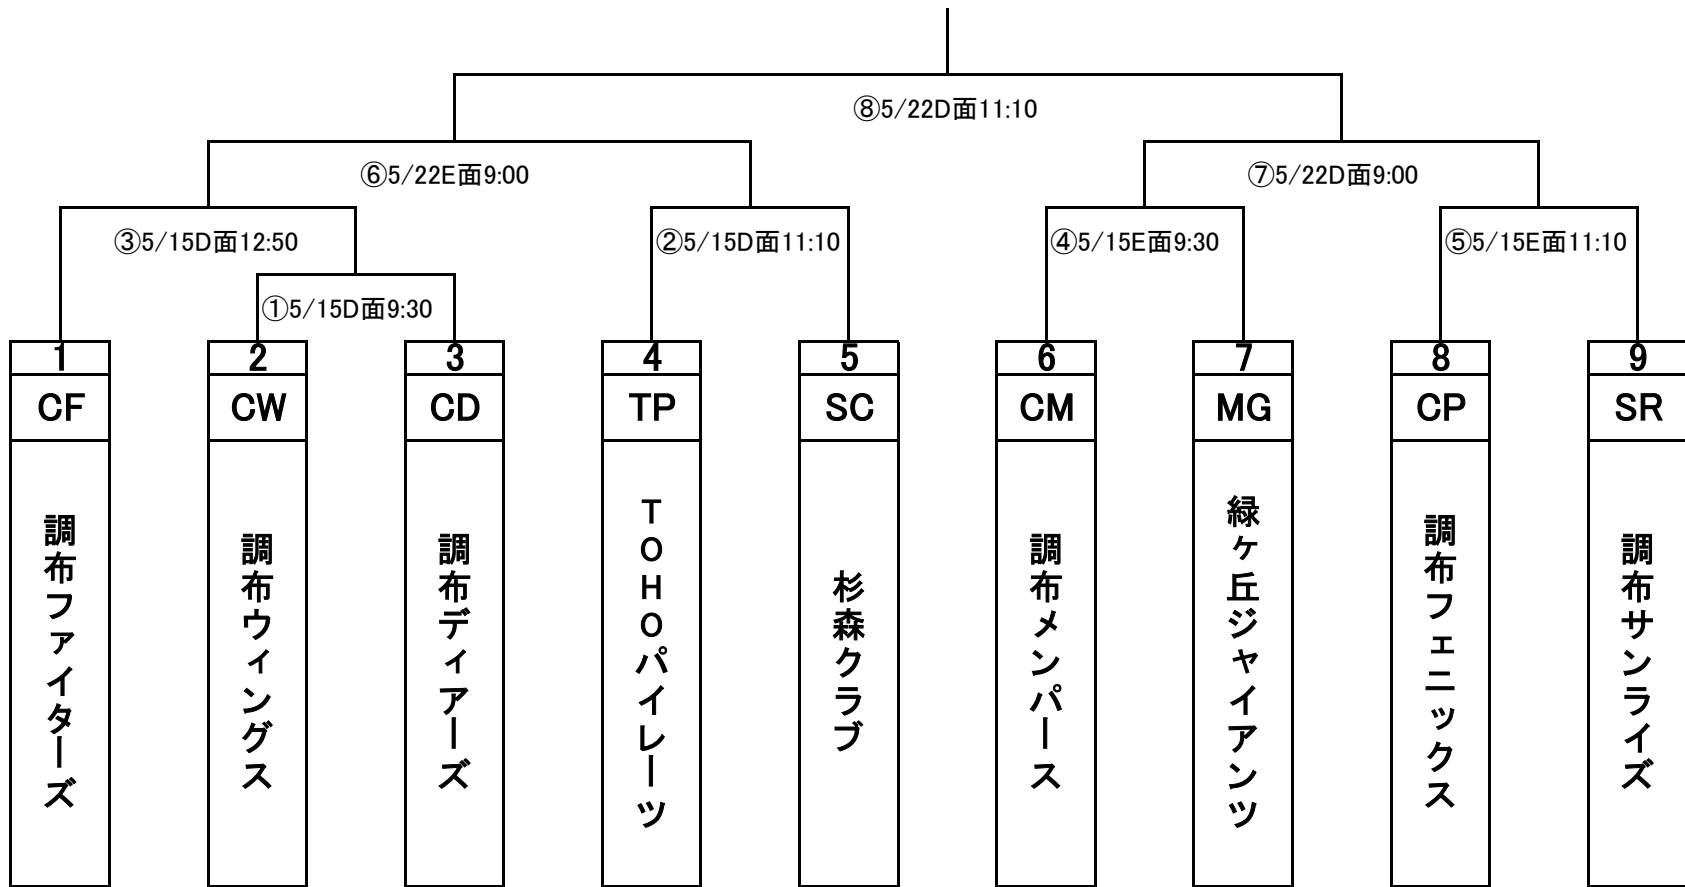 ⑧5/22D面11:10
⑥5/22E面9:00
⑦5/22D面9:00
③5/15D面12:50
②5/15D面11:10
④5/15E面9:30
⑤5/15E面11:10
①5/15D面9:30
1
2
3
4
5
6
7
8
9
CF
CW
CD
TP
SC
CM
MG
CP
SR
調布ファイターズ
調布ウィングス
調布ディアーズ
TOHOパイレーツ
杉森クラブ
調布メンパース
緑ヶ丘ジャイアンツ
調布フェニックス
調布サンライズ